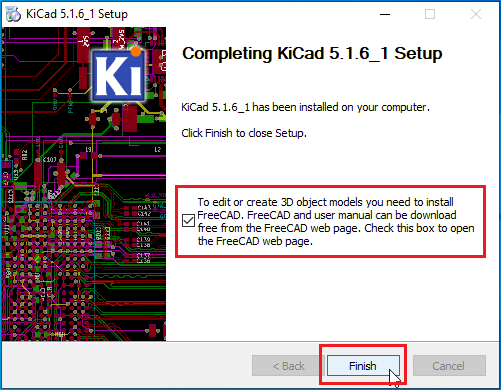 KiCad 5.1.6_1 Setup
Ki
Completing KiCad 5.1.6_1 Setup
KiCad 5.1.6_1 has been installed on your computer.
Click Finish to close Setup.
To edit or create 3D object models you need to install
FreeCAD. FreeCAD and user manual can be download
free from the FreeCAD web page. Check this box to open
the FreeCAD web page.
< Back
Finish
Cancel